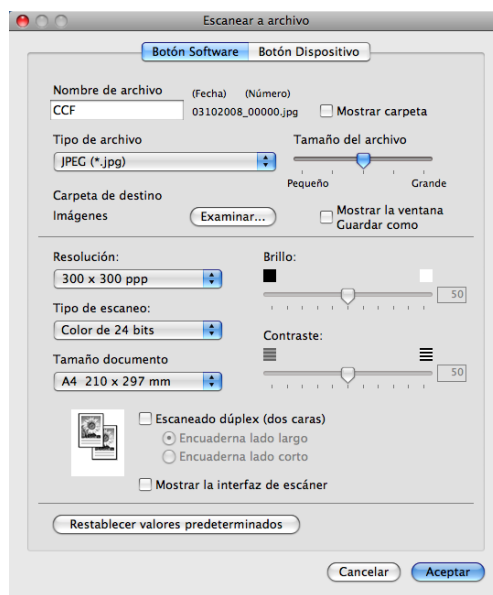 Escanear a archivo
Botón Software Botón Dispositivo
Nombre de archivo (Fecha) (Número)
CCF 03102008_00000.jpg Mostrar carpeta
Tipo de archivo Tamaño del archivo
JPEG (*.jpg)
Pequeño Grande
Carpeta de destino
Imágenes Examinar... Mostrar la ventana
Guardar como
Resolución: Brillo:
300 x 300 ppp
50
Tipo de escaneo:
Color de 24 bits
Contraste:
Tamaño documento
A4 210 x 297 mm 50
Escaneado dúplex (dos caras)
Encuaderna lado largo
Encuaderna lado corto
Mostrar la interfaz de escáner
Restablecer valores predeterminados
Cancelar Aceptar